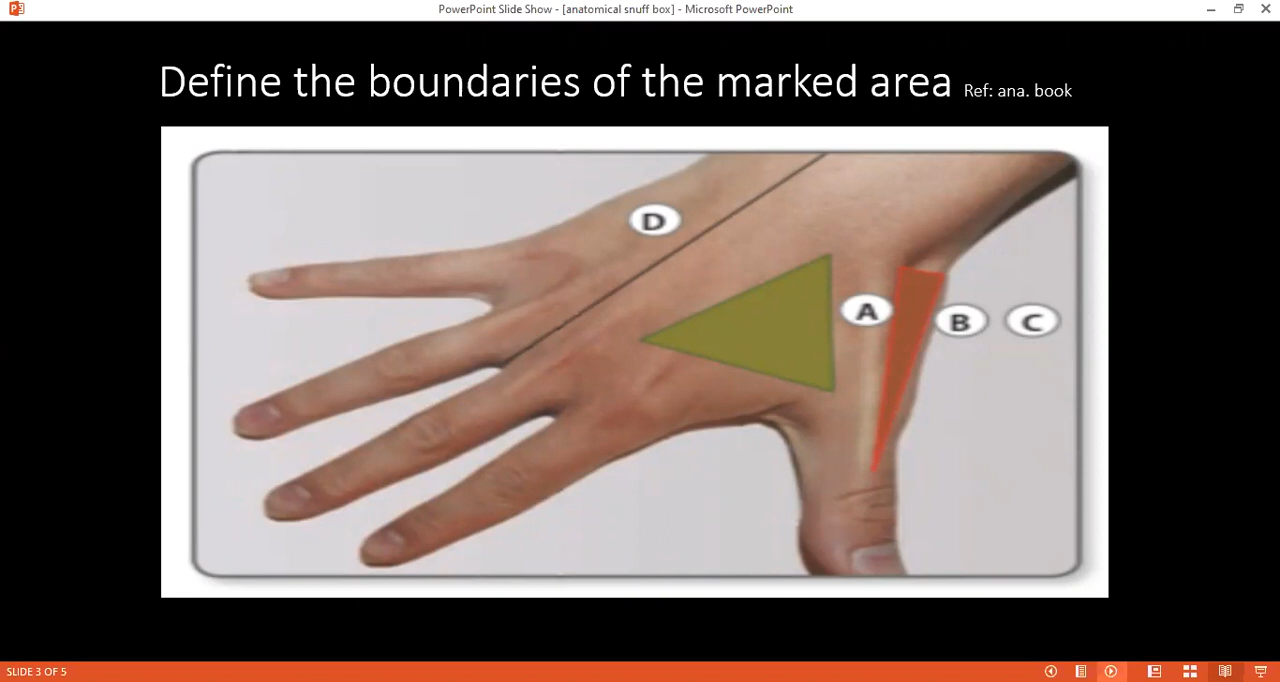 PowerPoint Slide Show - [anatomical snuff box] - Microsoft PowerPoint
Define the boundaries of the marked area Ref: ana. book
D
A
B
C
SLIDE 3 OF 5